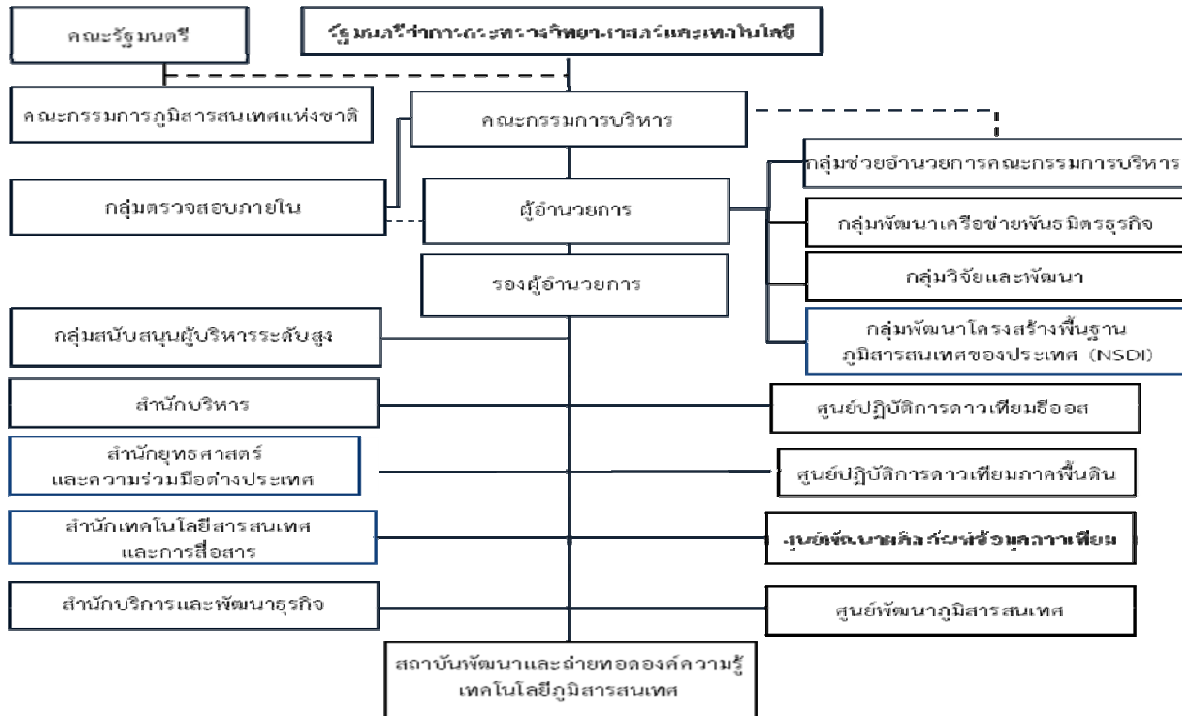 คณะรัฐมนตรี
รัฐมนตรีว่าการกระทรวงวิทยาศาสตร์และเทคโนโลยี
คณะกรรมการภูมิสารสนเทศแห่งชาติ
คณะกรรมการบริหาร
กลุ่มช่วยอำนวยการคณะกรรมการบริหาร
กลุ่มตรวจสอบภายใน
ผู้อำนวยการ
กลุ่มพัฒนาเครือข่ายพันธมิตรธุรกิจ
รองผู้อำนวยการ
กลุ่มวิจัยและพัฒนา
กลุ่มสนับสนุนผู้บริหารระดับสูง
กลุ่มพัฒนาโครงสร้างพื้นฐาน
ภูมิสารสนเทศของประเทศ (NSDI)
สำนักบริหาร
ศูนย์ปฏิบัติการดาวเทียมธีออส
สำนักยุทธศาสตร์
และความร่วมมือต่างประเทศ
ศูนย์ปฏิบัติการดาวเทียมภาคพื้นดิน
สำนักเทคโนโลยีสารสนเทศ
และการสื่อสาร
ศูนย์พัฒนาผลิตภัณฑ์ข้อมูลดาวเทียม
สำนักบริการและพัฒนาธุรกิจ
ศูนย์พัฒนาภูมิสารสนเทศ
สถาบันพัฒนาและถ่ายทอดองค์ความรู้
เทคโนโลยีภูมิสารสนเทศ